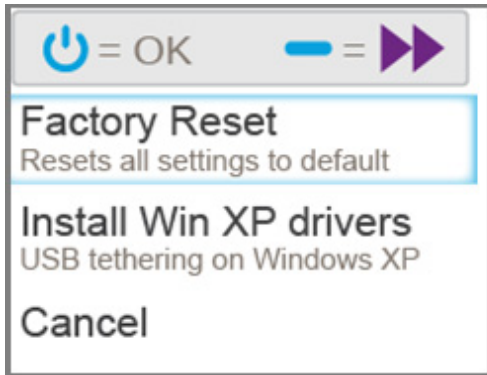 = OK = 
Factory Reset
Resets all settings to default
Install Win XP drivers
USB tethering on Windows XP
Cancel